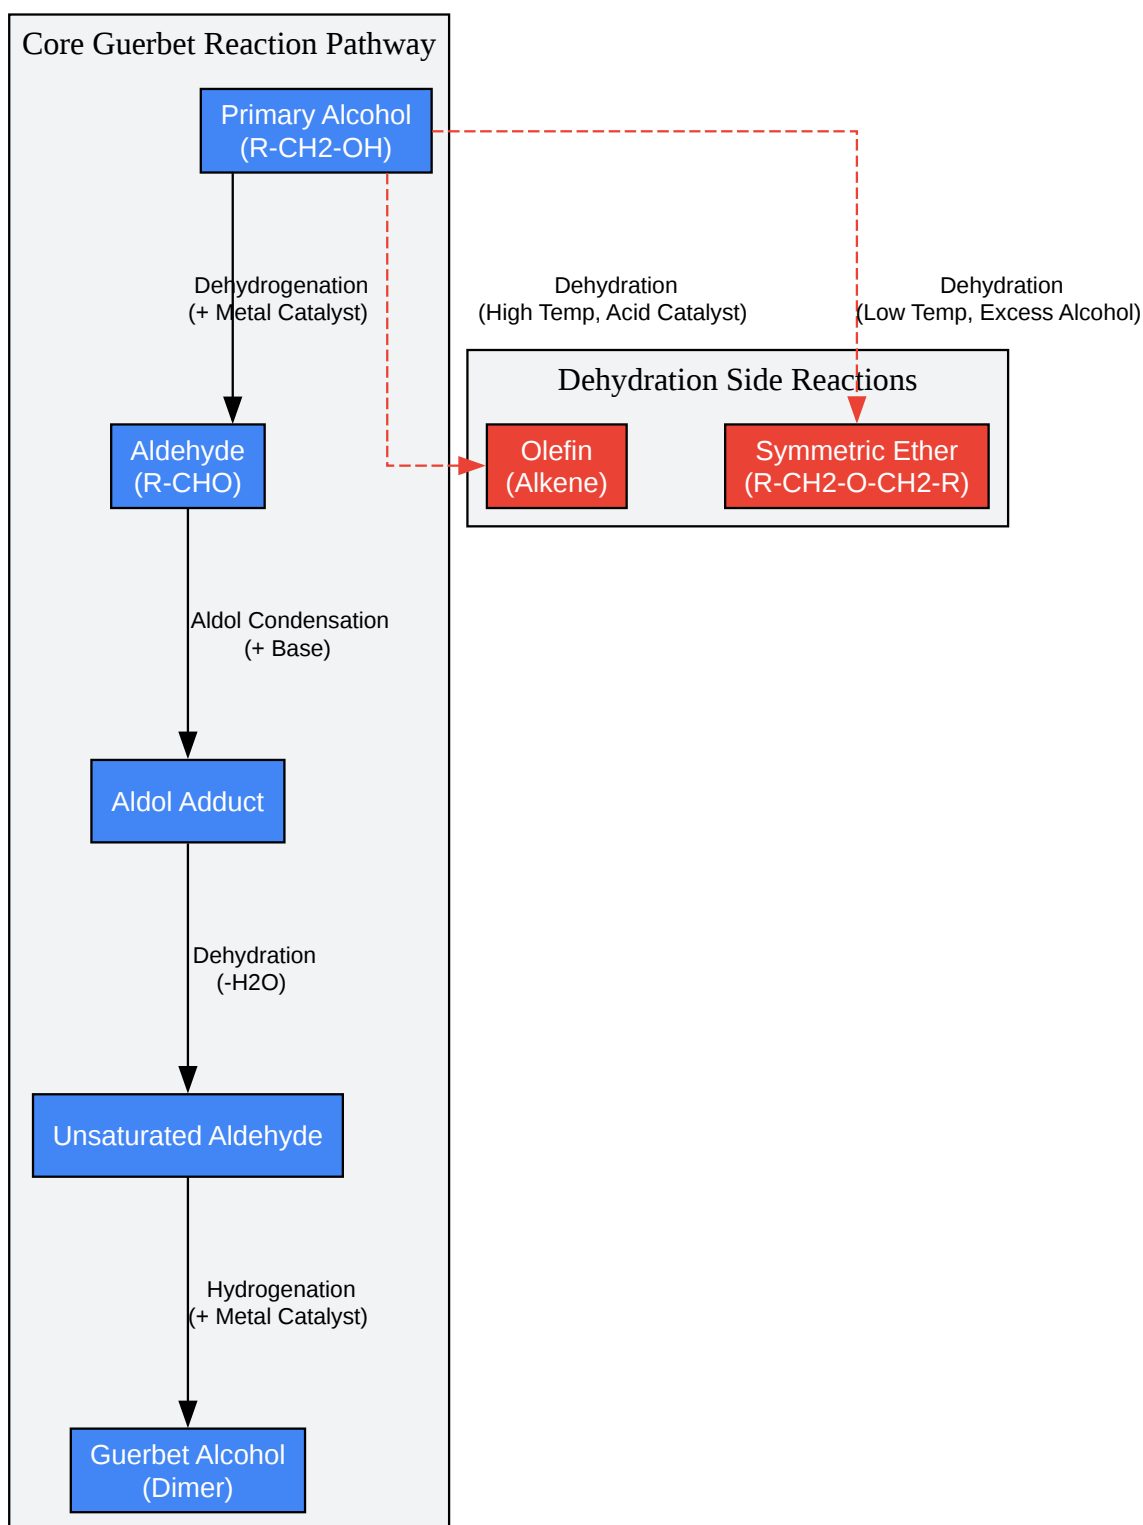 Core Guerbet Reaction Pathway
Primary Alcohol
(R-CH2-OH)
Dehydrogenation
(+ Metal Catalyst)
Dehydration
(High Temp, Acid Catalyst)
Dehydration
(Low Temp, Excess Alcohol)
Dehydration Side Reactions
Aldehyde
(R-CHO)
Olefin
(Alkene)
Symmetric Ether
(R-CH2-O-CH2-R)
Aldol Condensation
(+ Base)
Aldol Adduct
Dehydration
(-H2O)
Unsaturated Aldehyde
Hydrogenation
(+ Metal Catalyst)
Guerbet Alcohol
(Dimer)